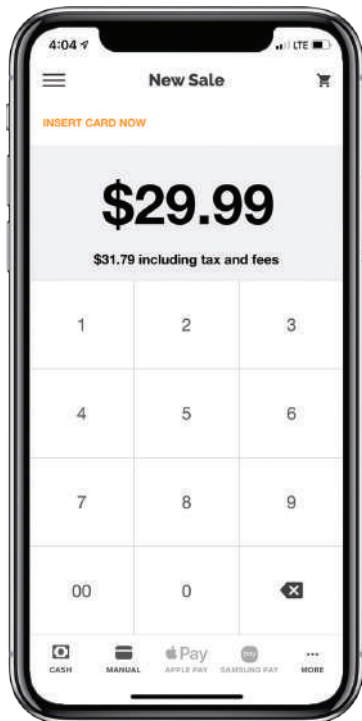 4:04 LTE
New Sale
INSERT CARD NOW
$29.99
$31.79 including tax and fees
1 2 3
4 5 6
7 8 9
00 0
Pay pay
CASH MANUAL APPLE PAY SAMSUNG PAY MORE